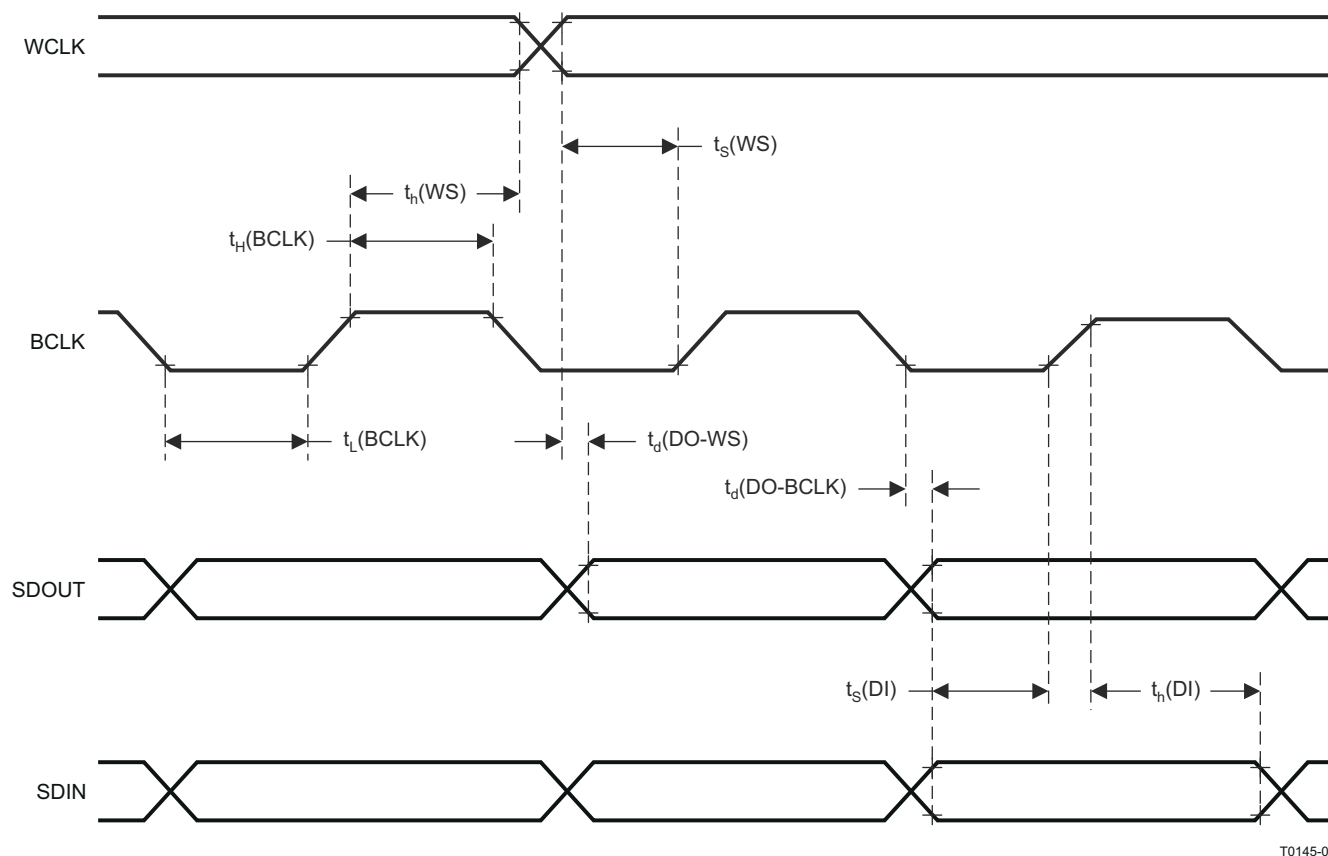 WCLK
tS(WS)
th(WS)
tH(BCLK)
BCLK
tL(BCLK)
td(DO-WS)
td(DO-BCLK)
SDOUT
tS(DI)
th(DI)
SDIN
T0145-0